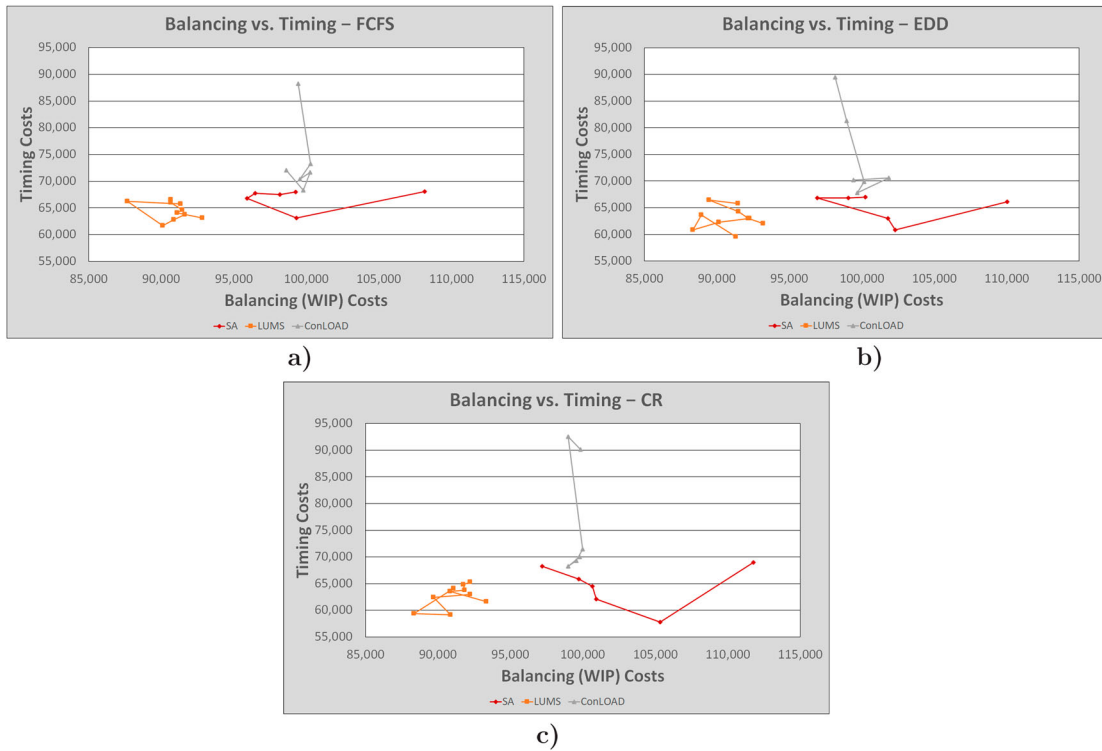 Balancing vs. Timing – FCFS
95,000
90,000
85,000
80,000
75,000
70,000
65,000
60,000
55,000
Timing Costs
85,000 90,000 95,000 100,000 105,000 110,000 115,000
Balancing (WIP) Costs
SA LUMS ConLOAD
a)
Balancing vs. Timing – EDD
95,000
90,000
85,000
80,000
75,000
70,000
65,000
60,000
55,000
Timing Costs
85,000 90,000 95,000 100,000 105,000 110,000 115,000
Balancing (WIP) Costs
SA LUMS ConLOAD
b)
Balancing vs. Timing – CR
95,000
90,000
85,000
80,000
75,000
70,000
65,000
60,000
55,000
Timing Costs
85,000 90,000 95,000 100,000 105,000 110,000 115,000
Balancing (WIP) Costs
SA LUMS ConLOAD
c)